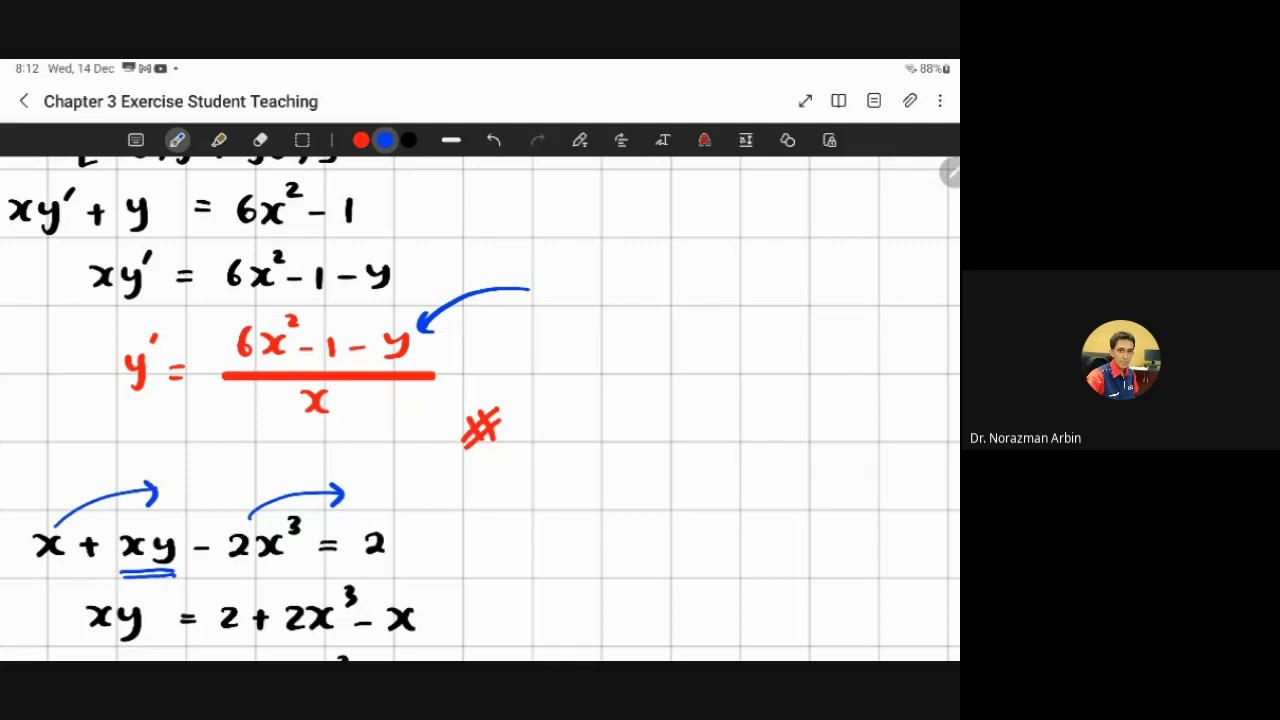 8:12 Wed, 14 Dec
88%
Chapter 3 Exercise Student Teaching
xy' + y = 6x² - 1
xy' = 6x² - 1 - y
y' = 6x² - 1 - y
x
#
x + xy - 2x³ = 2
xy = 2 + 2x³ - x
Dr. Norazman Arbin